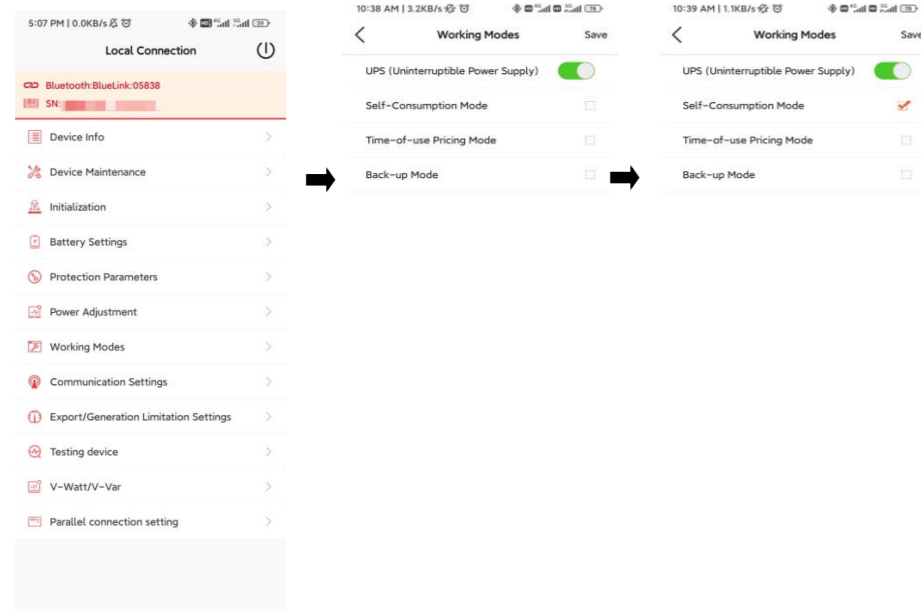 5:07 PM | 0.0KB/s
Local Connection
Bluetooth:BlueLink:05838
SN:
Device Info
Device Maintenance
Initialization
Battery Settings
Protection Parameters
Power Adjustment
Working Modes
Communication Settings
Export/Generation Limitation Settings
Testing device
V-Watt/V-Var
Parallel connection setting
10:38 AM | 3.2KB/s
Working Modes Save
UPS (Uninterruptible Power Supply)
Self-Consumption Mode
Time-of-use Pricing Mode
Back-up Mode
10:39 AM | 1.1KB/s
Working Modes Save
UPS (Uninterruptible Power Supply)
Self-Consumption Mode
Time-of-use Pricing Mode
Back-up Mode